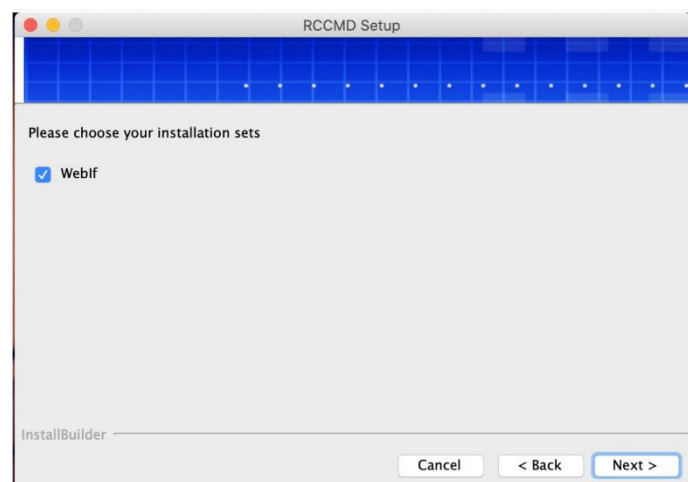 RCCMD Setup
Please choose your installation sets
WebIf
InstallBuilder
Cancel
< Back
Next >